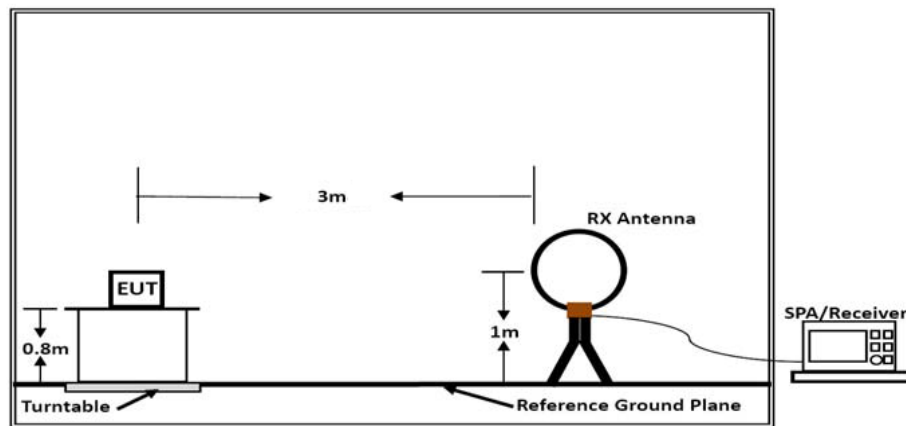 3m
RX Antenna
EUT
SPA/Receiver
0.8m
1m
Turntable
Reference Ground Plane